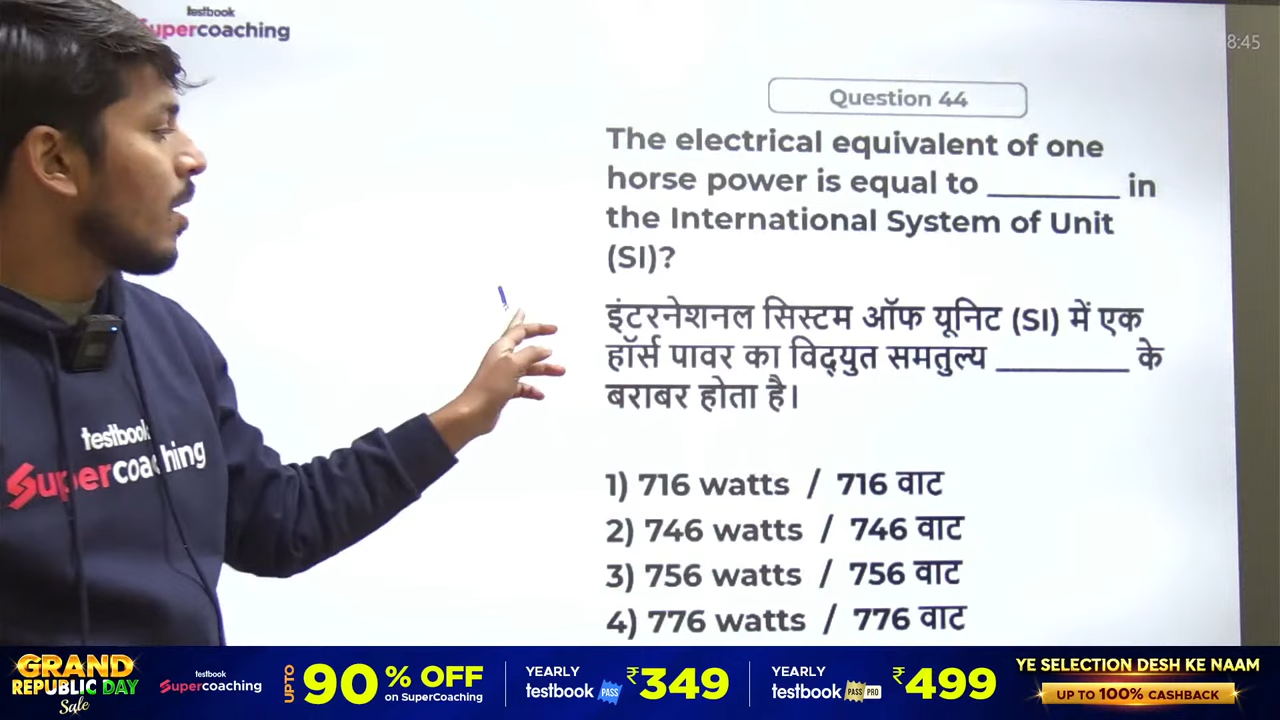 testbook
Supercoaching
8:45
Question 44
The electrical equivalent of one
horse power is equal to _________ in
the International System of Unit
(SI)?
इंटरनेशनल सिस्टम ऑफ यूनिट (SI) में एक
हॉर्स पावर का विद्युत समतुल्य _________ के
बराबर होता है।
1) 716 watts / 716 वाट
2) 746 watts / 746 वाट
3) 756 watts / 756 वाट
4) 776 watts / 776 वाट
testbook
Supercoaching
GRAND
REPUBLIC DAY
Sale
testbook
Supercoaching
UPTO 90% OFF
on SuperCoaching
YEARLY
testbook PASS
₹349
YEARLY
testbook PASS PRO
₹499
YE SELECTION DESH KE NAAM
UP TO 100% CASHBACK